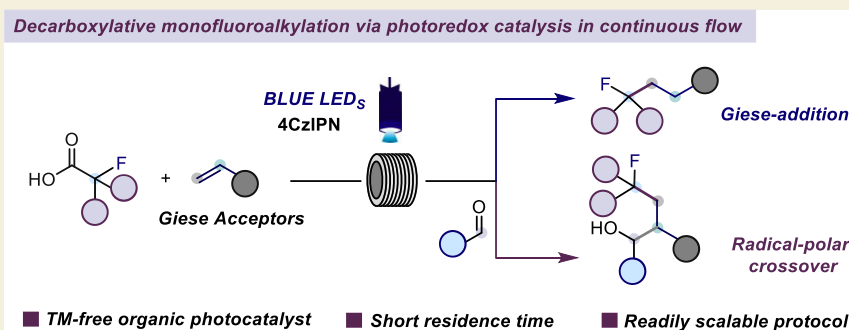 Decarboxylative monofluoroalkylation via photoredox catalysis in continuous flow
BLUE LEDS
4CzIPN
F
Giese-addition
O
HO
F
+
Giese Acceptors
O
F
HO
Radical-polar
crossover
TM-free organic photocatalyst
Short residence time
Readily scalable protocol